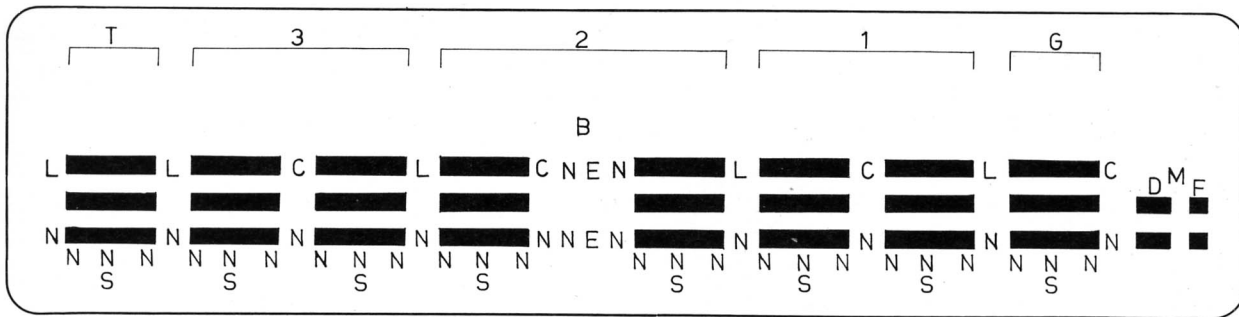 T 3 2 1 G
B
L L C L C N E N L C L C
D M F
N N N N N N E N N N N N
N N N N N N N N N N N N N N N N N N N N N N N N
S S S S S S S S